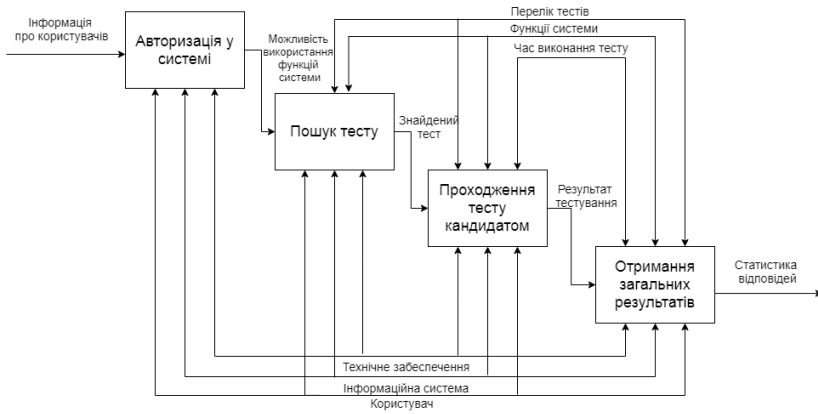 Перелік тестів
Інформація
про користувачів
Функції системи
Авторизація у
системі
Можливість
використання
функцій
системи
Час виконання тесту
Пошук тесту
Знайдений
тест
Проходження
тесту
кандидатом
Результат
тестування
Отримання
загальних
результатів
Статистика
відповідей
Технічне забеспечення
Інформаційна система
Користувач